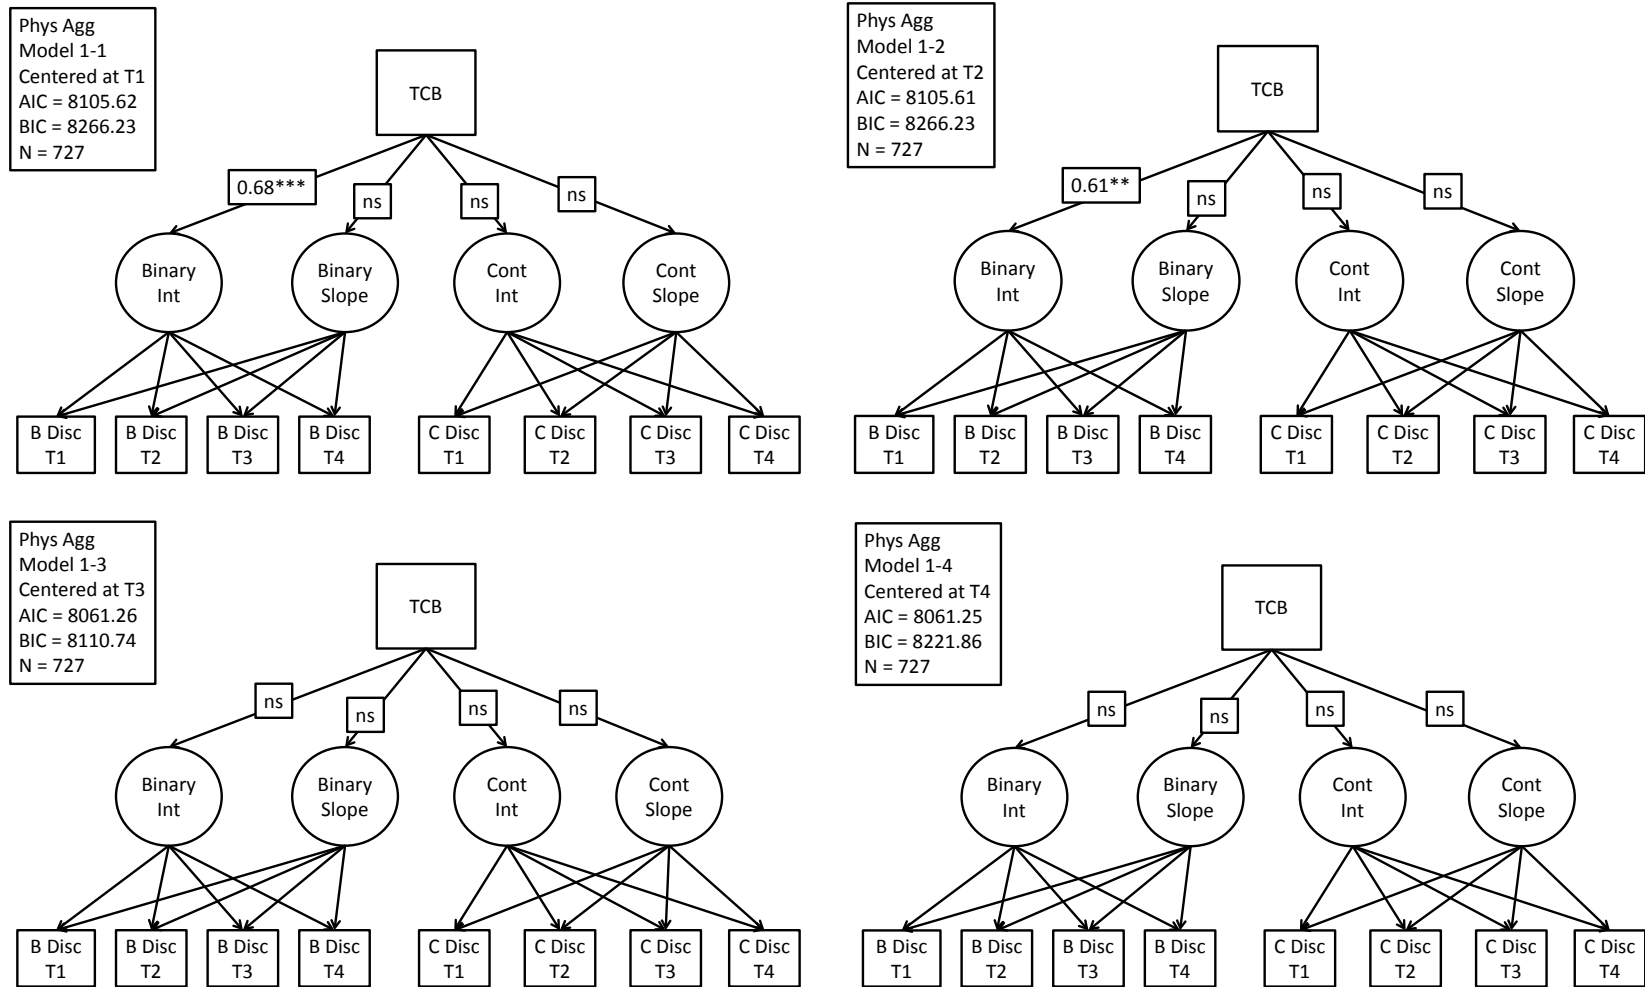 Phys Agg
Model 1-1
Centered at T1
AIC = 8105.62
BIC = 8266.23
N = 727
TCB
0.68***
ns
ns
ns
Binary
Int
Binary
Slope
Cont
Int
Cont
Slope
B Disc
T1
B Disc
T2
B Disc
T3
B Disc
T4
C Disc
T1
C Disc
T2
C Disc
T3
C Disc
T4
Phys Agg
Model 1-2
Centered at T2
AIC = 8105.61
BIC = 8266.23
N = 727
TCB
0.61**
ns
ns
ns
Binary
Int
Binary
Slope
Cont
Int
Cont
Slope
B Disc
T1
B Disc
T2
B Disc
T3
B Disc
T4
C Disc
T1
C Disc
T2
C Disc
T3
C Disc
T4
Phys Agg
Model 1-3
Centered at T3
AIC = 8061.26
BIC = 8110.74
N = 727
TCB
ns
ns
ns
ns
Binary
Int
Binary
Slope
Cont
Int
Cont
Slope
B Disc
T1
B Disc
T2
B Disc
T3
B Disc
T4
C Disc
T1
C Disc
T2
C Disc
T3
C Disc
T4
Phys Agg
Model 1-4
Centered at T4
AIC = 8061.25
BIC = 8221.86
N = 727
TCB
ns
ns
ns
ns
Binary
Int
Binary
Slope
Cont
Int
Cont
Slope
B Disc
T1
B Disc
T2
B Disc
T3
B Disc
T4
C Disc
T1
C Disc
T2
C Disc
T3
C Disc
T4